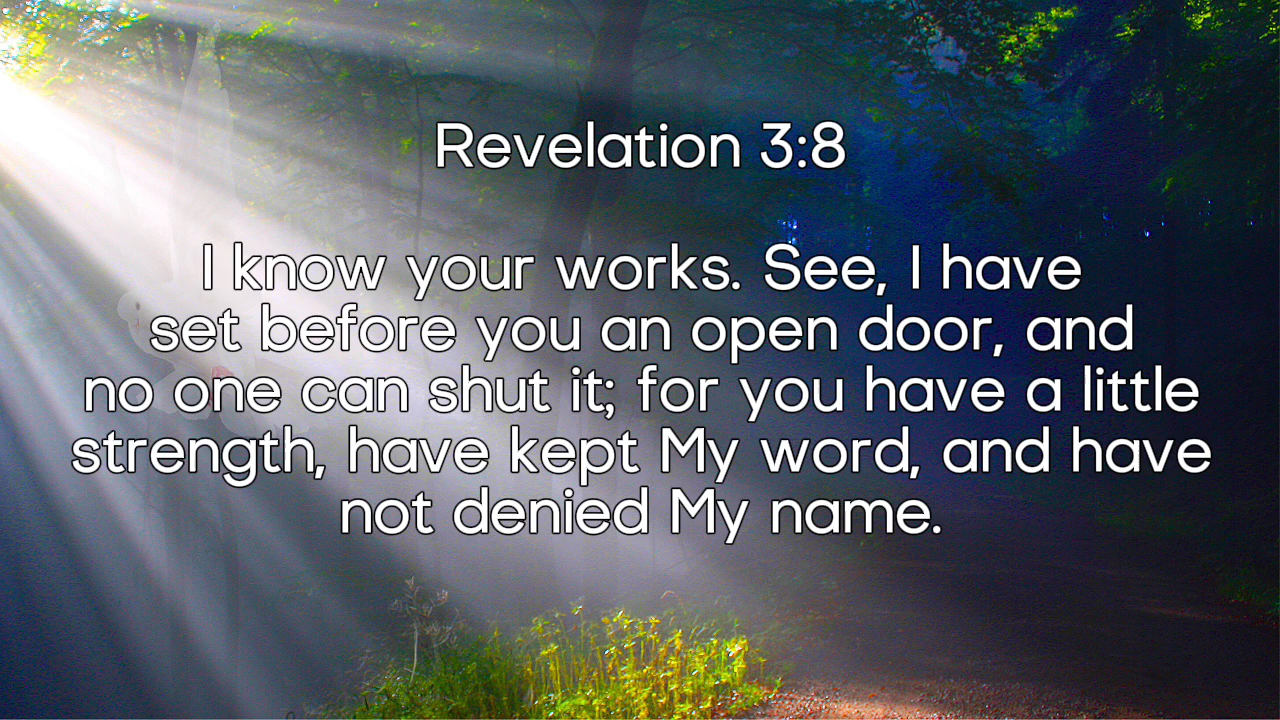 Revelation 3:8
I know your works. See, I have
set before you an open door, and
no one can shut it; for you have a little
strength, have kept My word, and have
not denied My name.